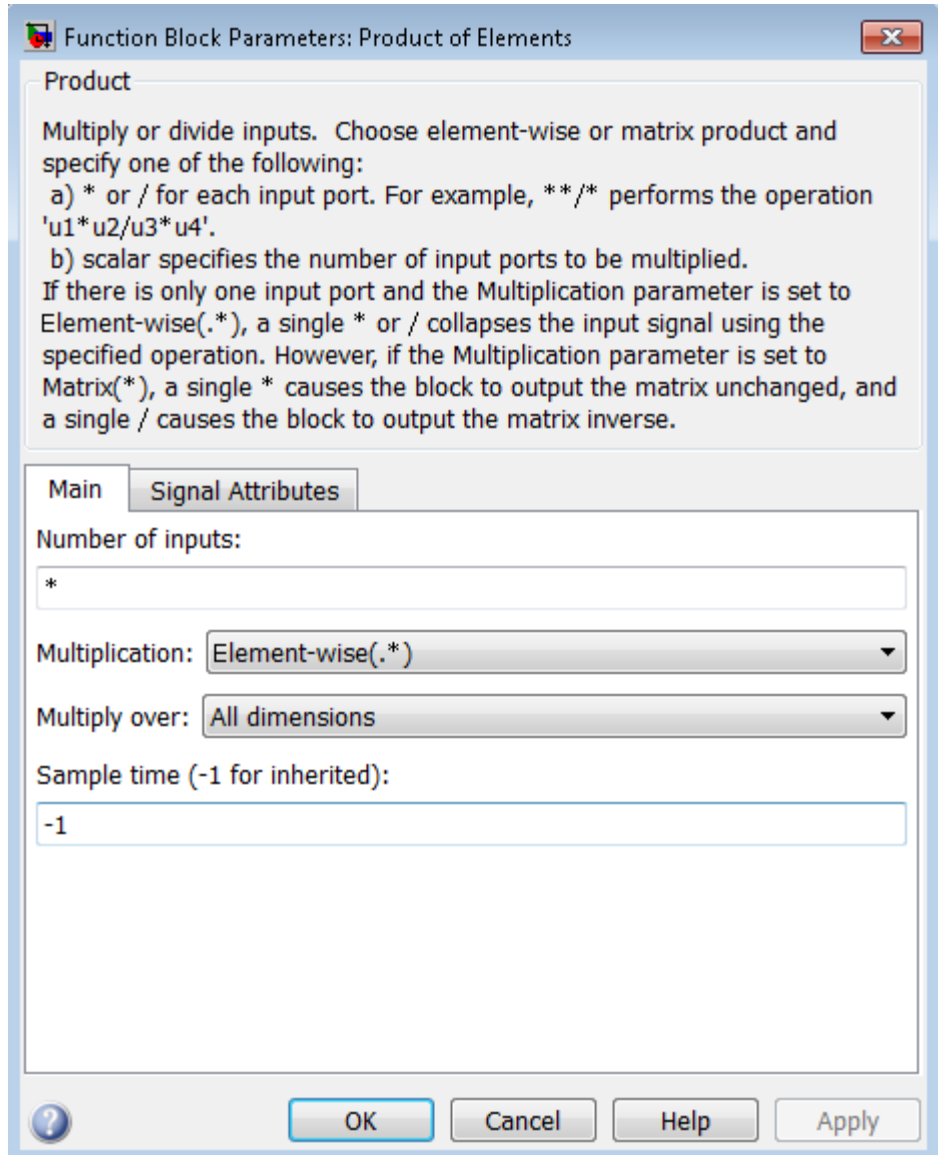 Function Block Parameters: Product of Elements
Product
Multiply or divide inputs.  Choose element-wise or matrix product and
specify one of the following:
a) * or / for each input port. For example, **/* performs the operation
'u1*u2/u3*u4'.
b) scalar specifies the number of input ports to be multiplied.
If there is only one input port and the Multiplication parameter is set to
Element-wise(.*), a single * or / collapses the input signal using the
specified operation. However, if the Multiplication parameter is set to
Matrix(*), a single * causes the block to output the matrix unchanged, and
a single / causes the block to output the matrix inverse.
Main Signal Attributes
Number of inputs:
*
Multiplication: Element-wise(.*)
Multiply over: All dimensions
Sample time (-1 for inherited):
-1
? OK Cancel Help Apply